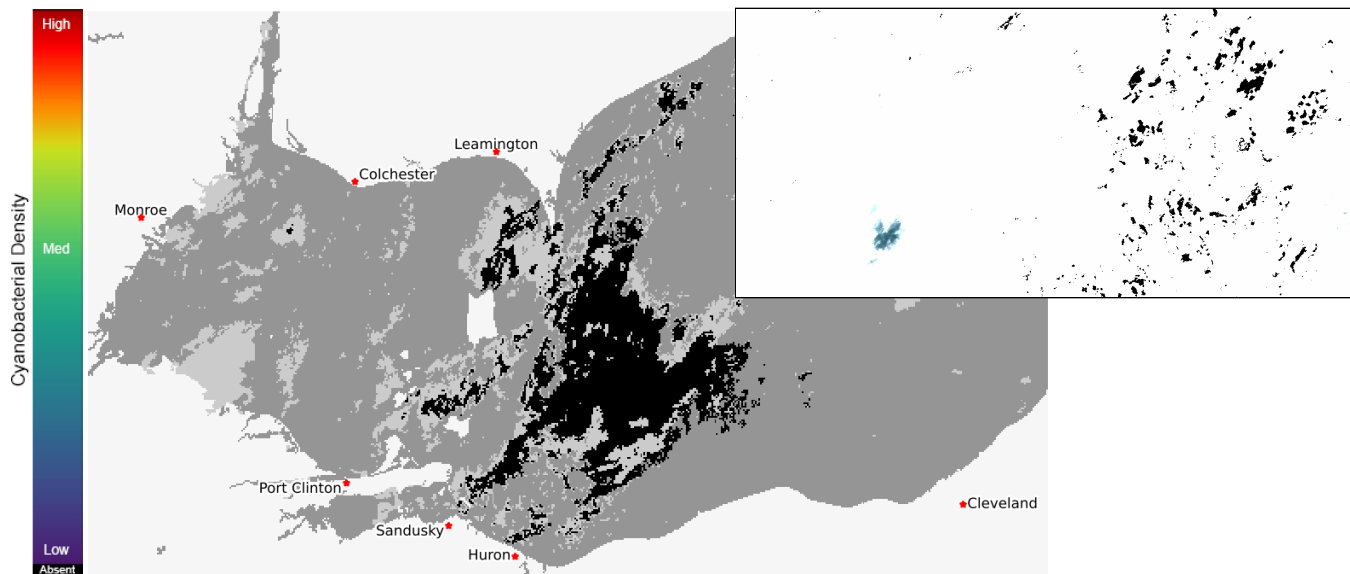 High
Cyanobacterial Density
Med
Low
Absent
Leamington
Colchester
Monroe
Port Clinton
Sandusky
Huron
Cleveland